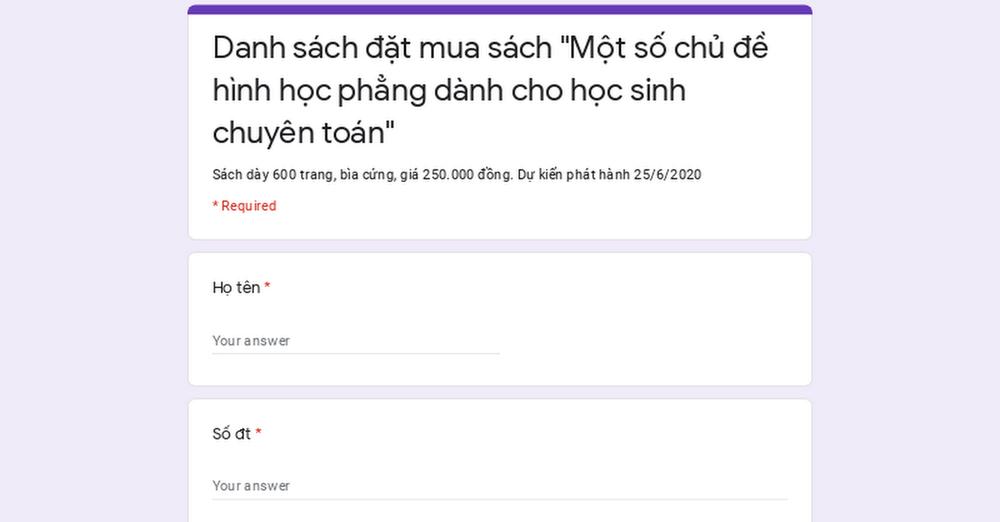 Danh sách đặt mua sách "Một số chủ đề
hình học phẳng dành cho học sinh
chuyên toán"
Sách dày 600 trang, bìa cứng, giá 250.000 đồng. Dự kiến phát hành 25/6/2020
* Required
Họ tên *
Your answer
Số đt *
Your answer